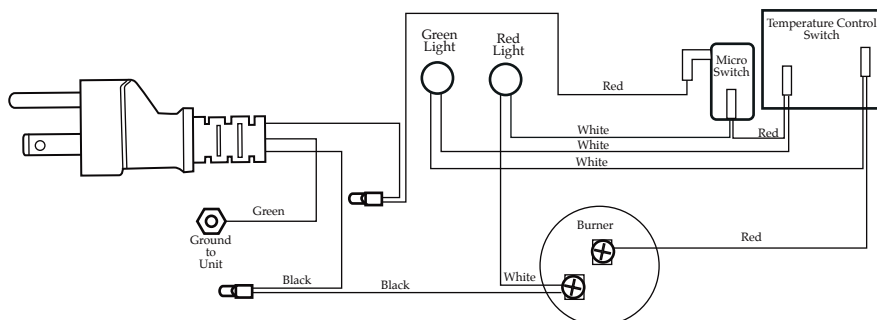 Green
Light
Red
Light
Temperature Control
Switch
Micro
Switch
Red
White
Red
White
White
Green
Ground
to
Unit
Burner
Red
Black
Black
White